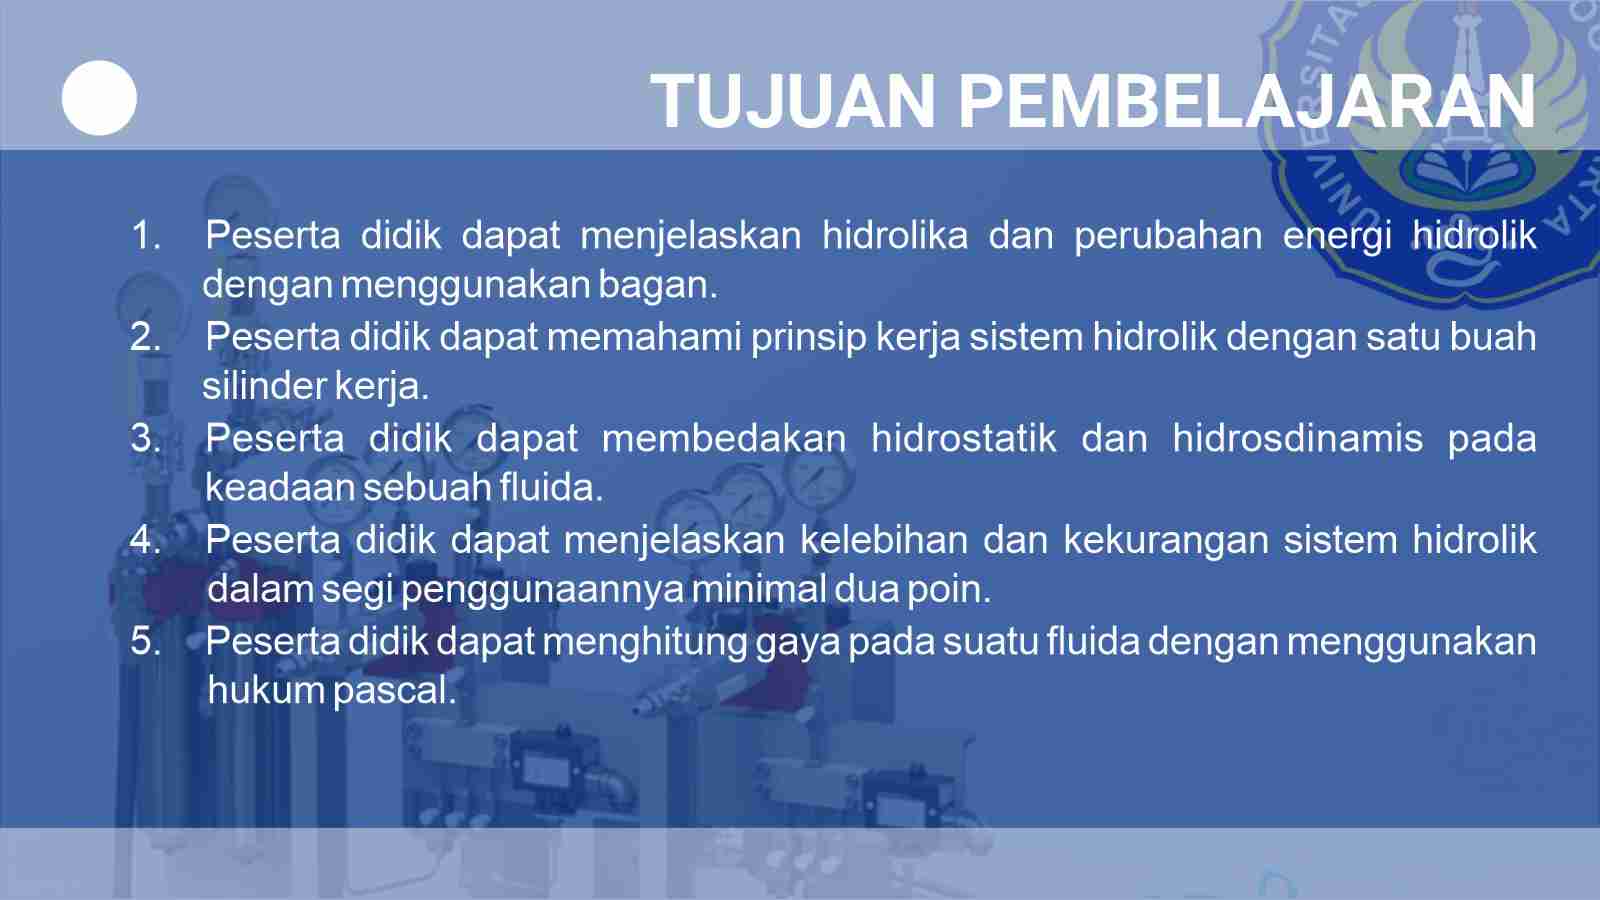 TUJUAN PEMBELAJARAN
1. Peserta didik dapat menjelaskan hidrolika dan perubahan energi hidrolik
dengan menggunakan bagan.
2. Peserta didik dapat memahami prinsip kerja sistem hidrolik dengan satu buah
silinder kerja.
3. Peserta didik dapat membedakan hidrostatik dan hidrosdinamis pada
keadaan sebuah fluida.
4. Peserta didik dapat menjelaskan kelebihan dan kekurangan sistem hidrolik
dalam segi penggunaannya minimal dua poin.
5. Peserta didik dapat menghitung gaya pada suatu fluida dengan menggunakan
hukum pascal.
UNIVERSITAS